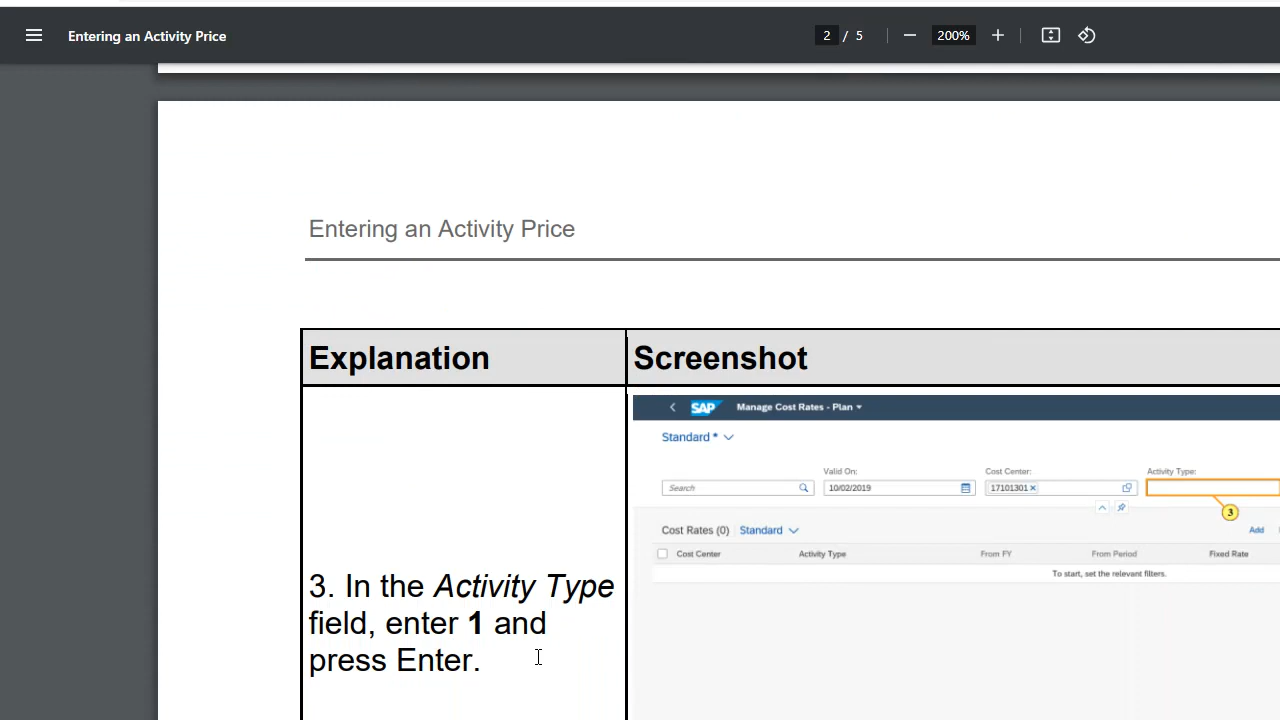 Entering an Activity Price
2 / 5
200%
Entering an Activity Price
Explanation
Screenshot
SAP
Manage Cost Rates - Plan
Standard *
Valid On:
Cost Center:
Activity Type:
Search
10/02/2019
17101301
3
Cost Rates (0)
Standard
Add
Cost Center
Activity Type
From FY
From Period
Fixed Rate
To start, set the relevant filters.
3. In the Activity Type
field, enter 1 and
press Enter.